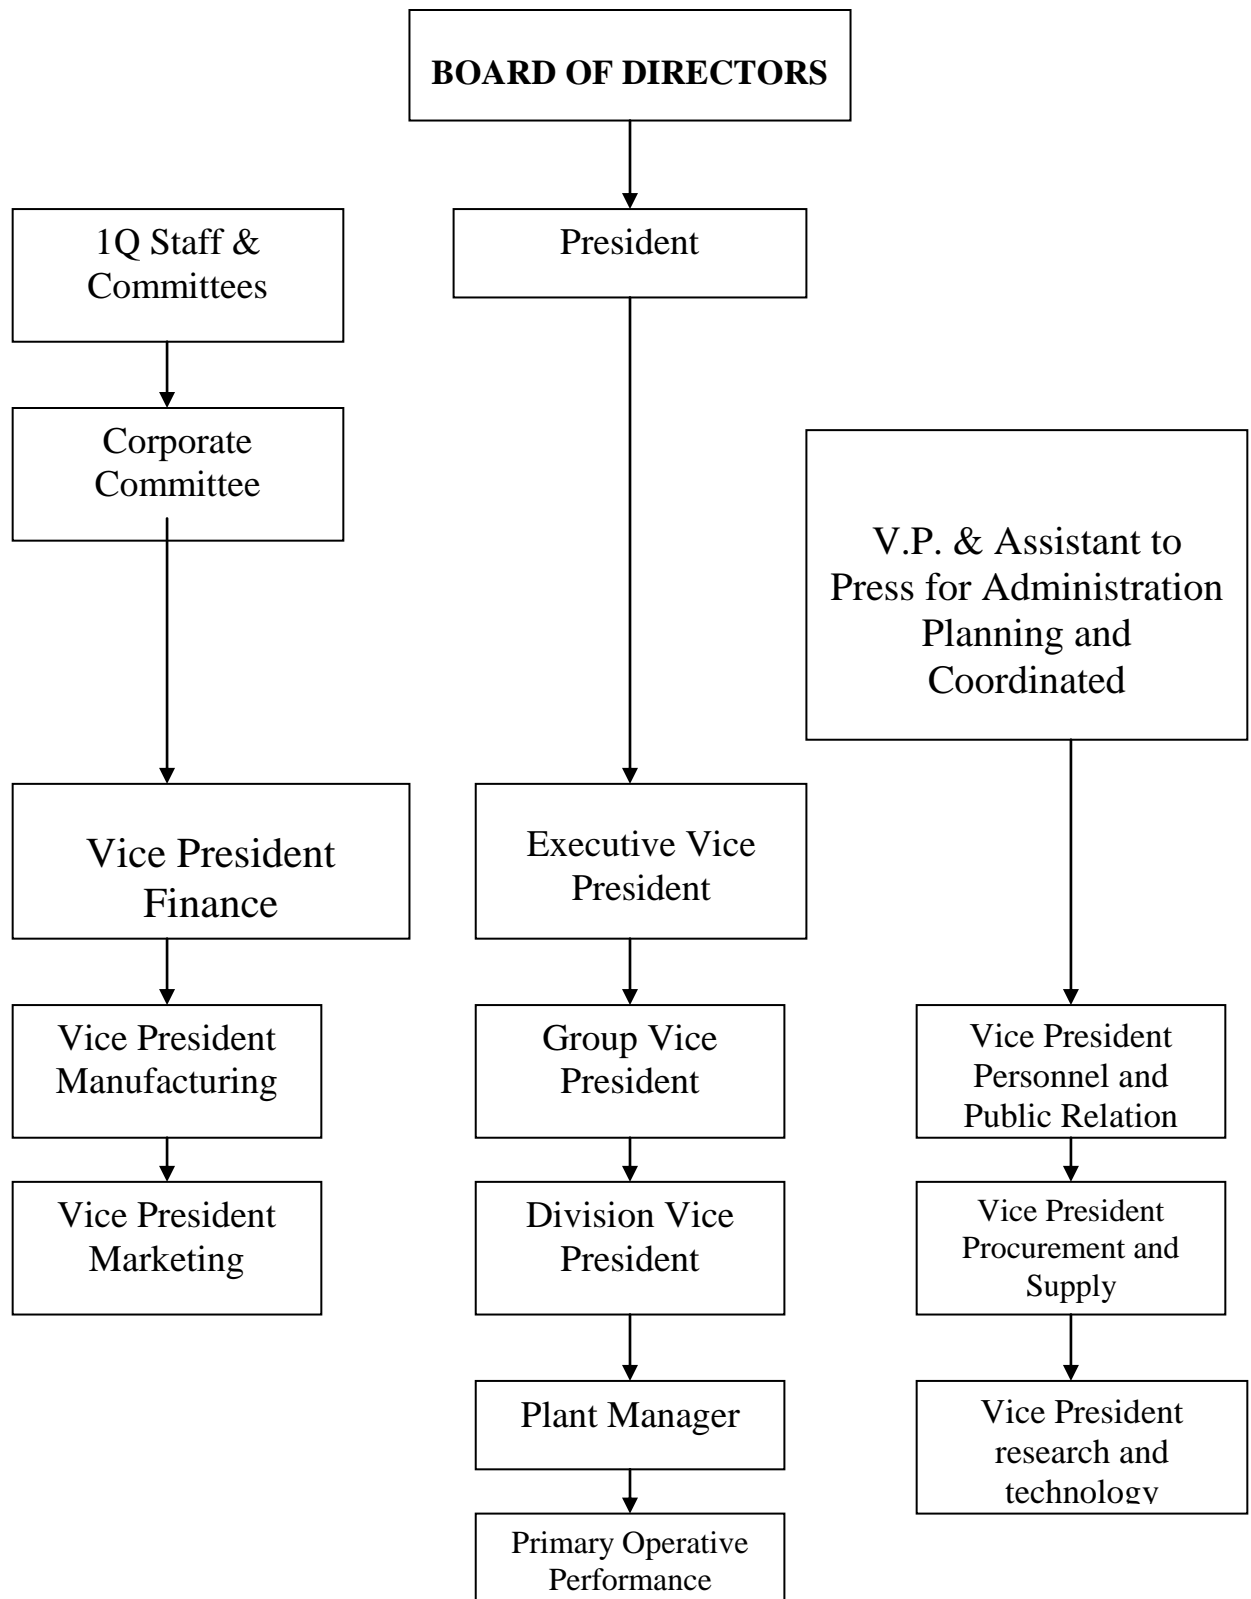 BOARD OF DIRECTORS
1Q Staff &
Committees
President
Corporate
Committee
V.P. & Assistant to
Press for Administration
Planning and
Coordinated
Vice President
Finance
Executive Vice
President
Vice President
Manufacturing
Group Vice
President
Vice President
Personnel and
Public Relation
Vice President
Marketing
Division Vice
President
Vice President
Procurement and
Supply
Plant Manager
Vice President
research and
technology
Primary Operative
Performance